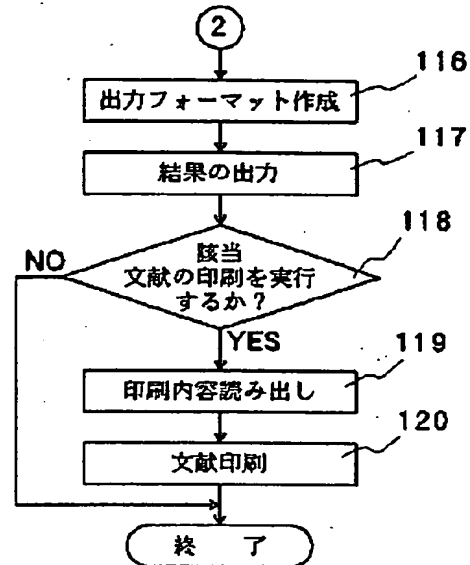 2
116
出力フォーマット作成
117
結果の出力
118
該当
文献の印刷を実行
するか？
NO
YES
119
印刷内容読み出し
120
文献印刷
終 了